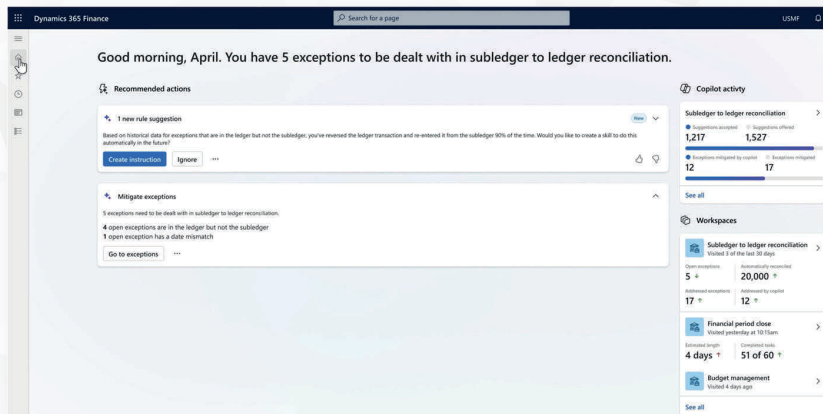 Dynamics 365 Finance
Search for a page
USMF
Good morning, April. You have 5 exceptions to be dealt with in subledger to ledger reconciliation.
Recommended actions
1 new rule suggestion
New
Based on historical data for exceptions that are in the ledger but not the subledger, you've reversed the ledger transaction and re-entered it from the subledger 90% of the time. Would you like to create a skill to do this
automatically in the future?
Create instruction
Ignore
Mitigate exceptions
5 exceptions need to be dealt with in subledger to ledger reconciliation.
4 open exceptions are in the ledger but not the subledger
1 open exception has a date mismatch
Go to exceptions
Copilot activty
Subledger to ledger reconciliation
Suggestions accepted Suggestions offered
1,217 1,527
Exceptions mitigated by copilot Exceptions mitigated
12 17
See all
Workspaces
Subledger to ledger reconciliation
Visited 3 of the last 30 days
Open exceptions Automatically reconciled
5 20,000
Addressed exceptions Addressed by copilot
17 12
Financial period close
Visited yesterday at 10:15am
Estimated length Completed tasks
4 days 51 of 60
Budget management
Visited 4 days ago
See all